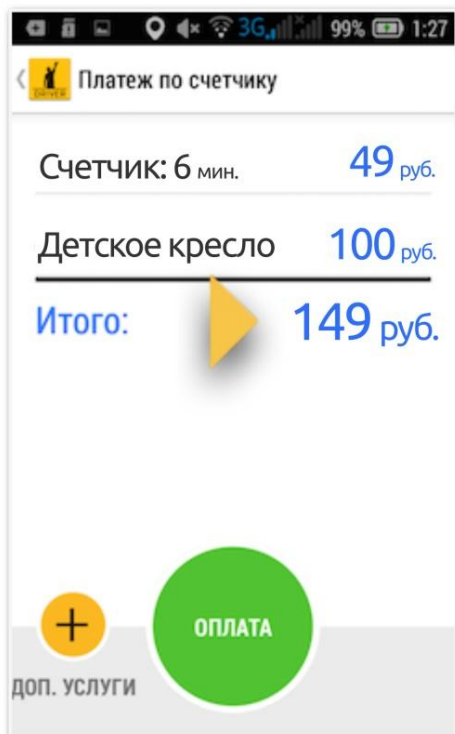 3G 99% 1:27
DRIVER Платеж по счетчику
Счетчик: 6 мин. 49 руб.
Детское кресло 100 руб.
Итого: 149 руб.
+
ОПЛАТА
ДОП. УСЛУГИ